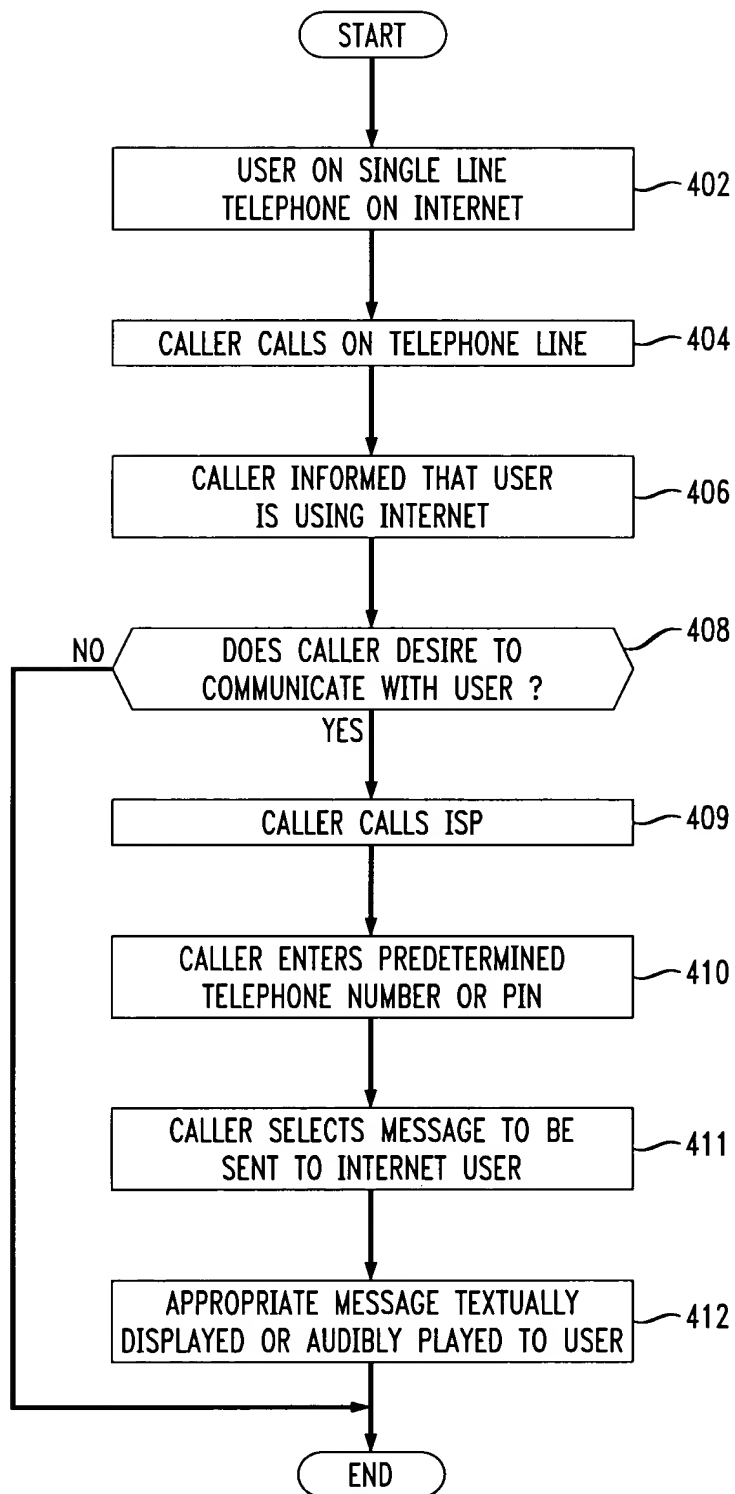 START
USER ON SINGLE LINE
TELEPHONE ON INTERNET
402
CALLER CALLS ON TELEPHONE LINE
404
CALLER INFORMED THAT USER
IS USING INTERNET
406
NO
DOES CALLER DESIRE TO
COMMUNICATE WITH USER ?
408
YES
CALLER CALLS ISP
409
CALLER ENTERS PREDETERMINED
TELEPHONE NUMBER OR PIN
410
CALLER SELECTS MESSAGE TO BE
SENT TO INTERNET USER
411
APPROPRIATE MESSAGE TEXTUALLY
DISPLAYED OR AUDIBLY PLAYED TO USER
412
END